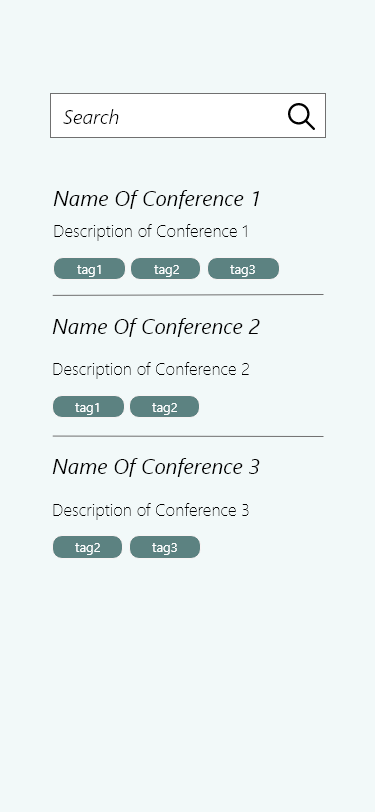 Search
Name Of Conference 1
Description of Conference 1
tag1 tag2 tag3
Name Of Conference 2
Description of Conference 2
tag1 tag2
Name Of Conference 3
Description of Conference 3
tag2 tag3